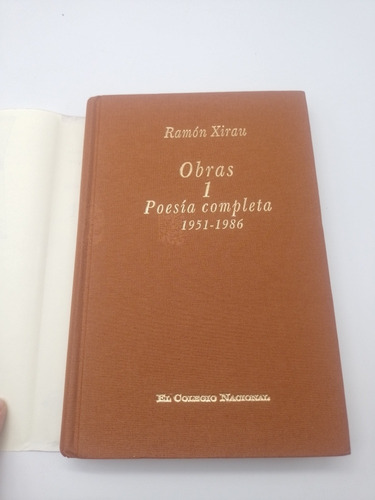 Ramón Xirau
Obras
1
Poesía completa
1951-1986
El Colegio Nacional